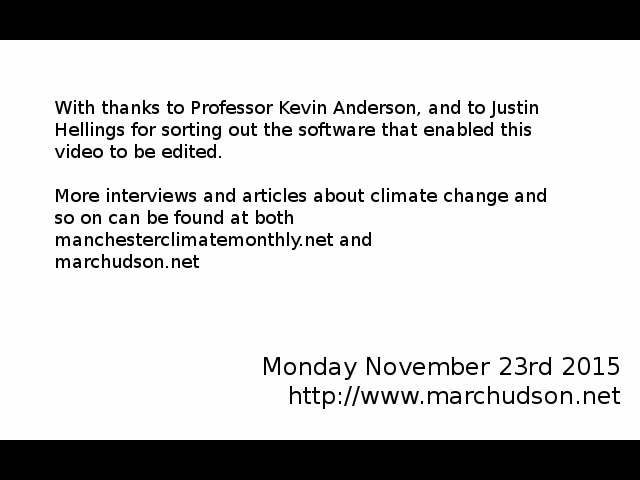 With thanks to Professor Kevin Anderson, and to Justin
Hellings for sorting out the software that enabled this
video to be edited.
More interviews and articles about climate change and
so on can be found at both
manchesterclimatemonthly.net and
marchudson.net
Monday November 23rd 2015
http://www.marchudson.net